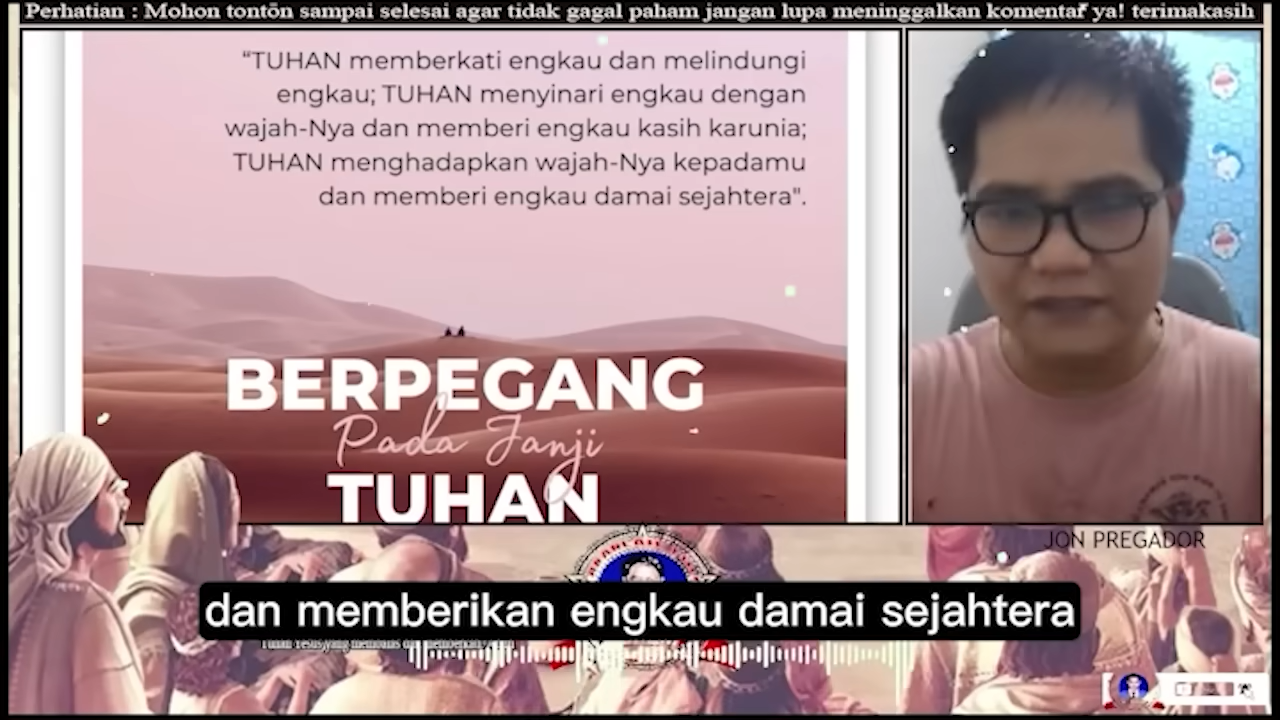 Perhatian : Mohon tonton sampai selesai agar tidak gagal paham jangan lupa meninggalkan komentar ya! terimakasih
“TUHAN memberkati engkau dan melindungi
engkau; TUHAN menyinari engkau dengan
wajah-Nya dan memberi engkau kasih karunia;
TUHAN menghadapkan wajah-Nya kepadamu
dan memberi engkau damai sejahtera".
BERPEGANG
Pada Janji
TUHAN
JON PREGADOR
dan memberikan engkau damai sejahtera